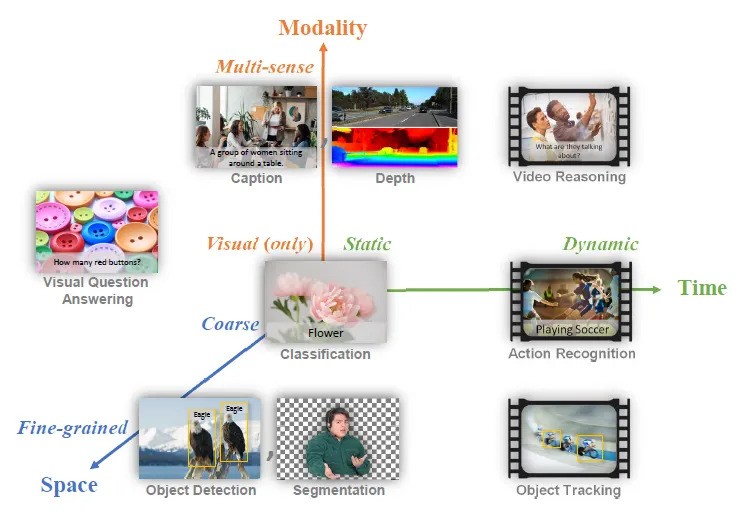 Modality
Multi-sense
A group of women sitting
around a table.
,
What are they talking
about?
Caption
Depth
Video Reasoning
How many red buttons?
Visual Question
Answering
Visual (only)
Static
Dynamic
Time
Flower
Playing Soccer
Coarse
Classification
Action Recognition
Eagle
Eagle
Fine-grained
,
Space
Object Detection
Segmentation
Object Tracking